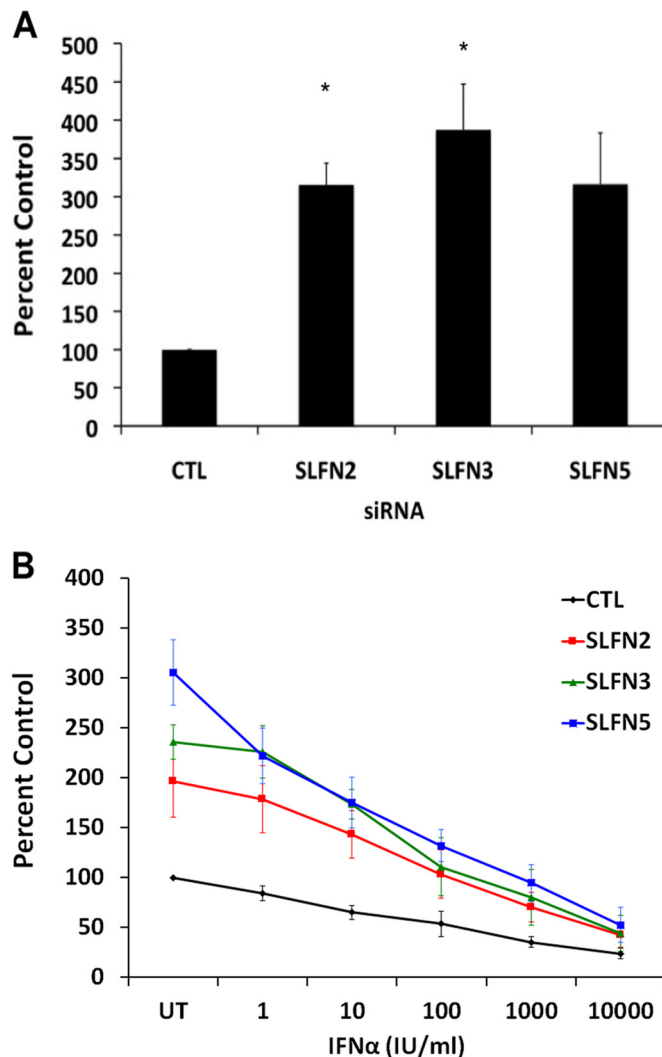 A
500
450
400
350
300
250
200
150
100
50
0
Percent Control
*
*
CTL SLFN2 SLFN3 SLFN5
siRNA
B
400
350
300
250
200
150
100
50
0
Percent Control
CTL
SLFN2
SLFN3
SLFN5
UT 1 10 100 1000 10000
IFNα (IU/ml)